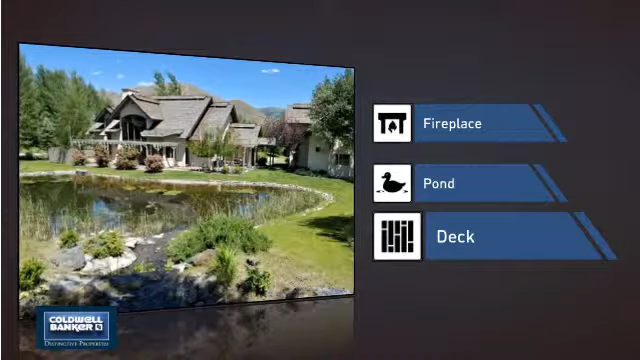 Fireplace
Pond
Deck
COLDWELL
BANKER
DISTINCTIVE PROPERTIES